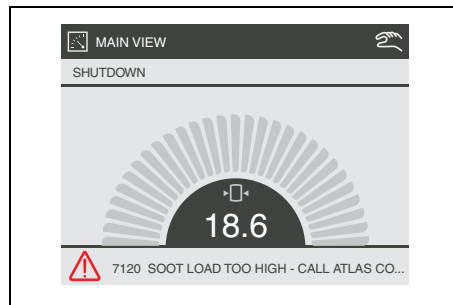 MAIN VIEW
SHUTDOWN
18.6
7120 SOOT LOAD TOO HIGH - CALL ATLAS CO...